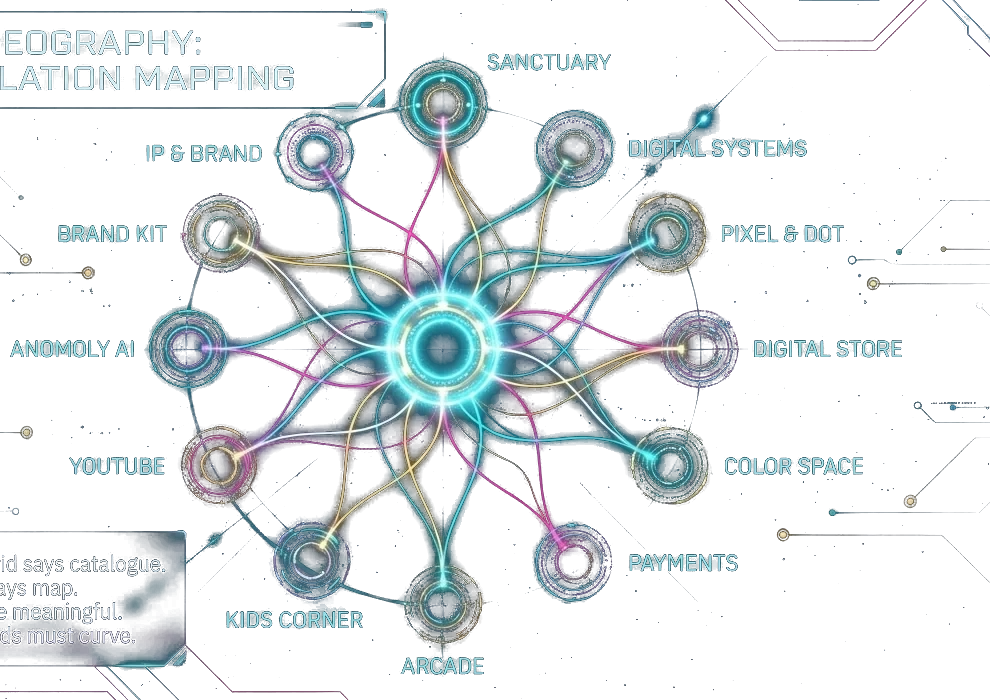 EOGRAPHY:
LATION MAPPING
SANCTUARY
IP & BRAND
DIGITAL SYSTEMS
BRAND KIT
PIXEL & DOT
ANOMOLY AI
DIGITAL STORE
YOUTUBE
COLOR SPACE
PAYMENTS
KIDS CORNER
ARCADE
rid says catalogue.
ays map.
e meaningful.
ds must curve.